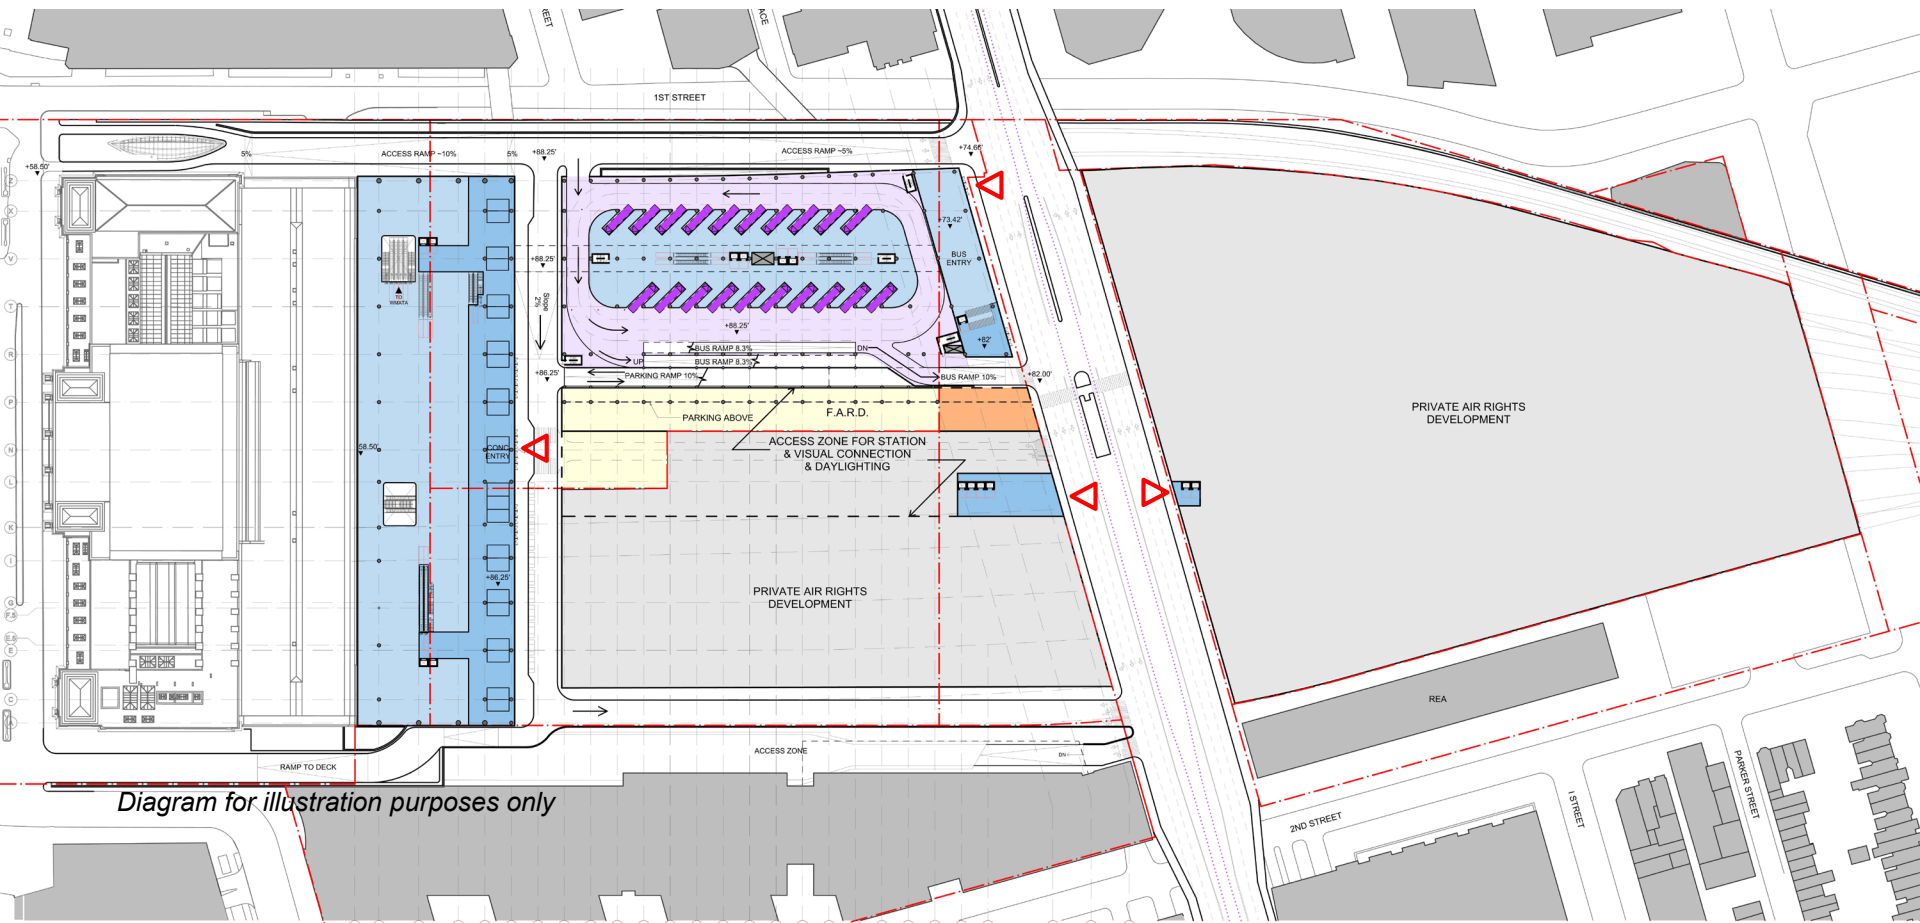 1ST STREET
ACCESS RAMP ~10%
5%
5%
+88.25'
ACCESS RAMP ~5%
+74.66'
+58.50'
+73.42'
BUS
ENTRY
+88.25'
Slope
2%
TO
WMATA
+88.25'
+82'
BUS RAMP 8.3%
DN
UP
BUS RAMP 8.3%
+86.25'
PARKING RAMP 10%
BUS RAMP 10%
+82.00'
PARKING ABOVE
F.A.R.D.
PRIVATE AIR RIGHTS
DEVELOPMENT
ACCESS ZONE FOR STATION
& VISUAL CONNECTION
& DAYLIGHTING
58.50'
CONC.
ENTRY
+86.25'
PRIVATE AIR RIGHTS
DEVELOPMENT
REA
ACCESS ZONE
DN
RAMP TO DECK
Diagram for illustration purposes only
2ND STREET
I STREET
PARKER STREET
V
T
R
P
N
L
K
I
G
E
C
A